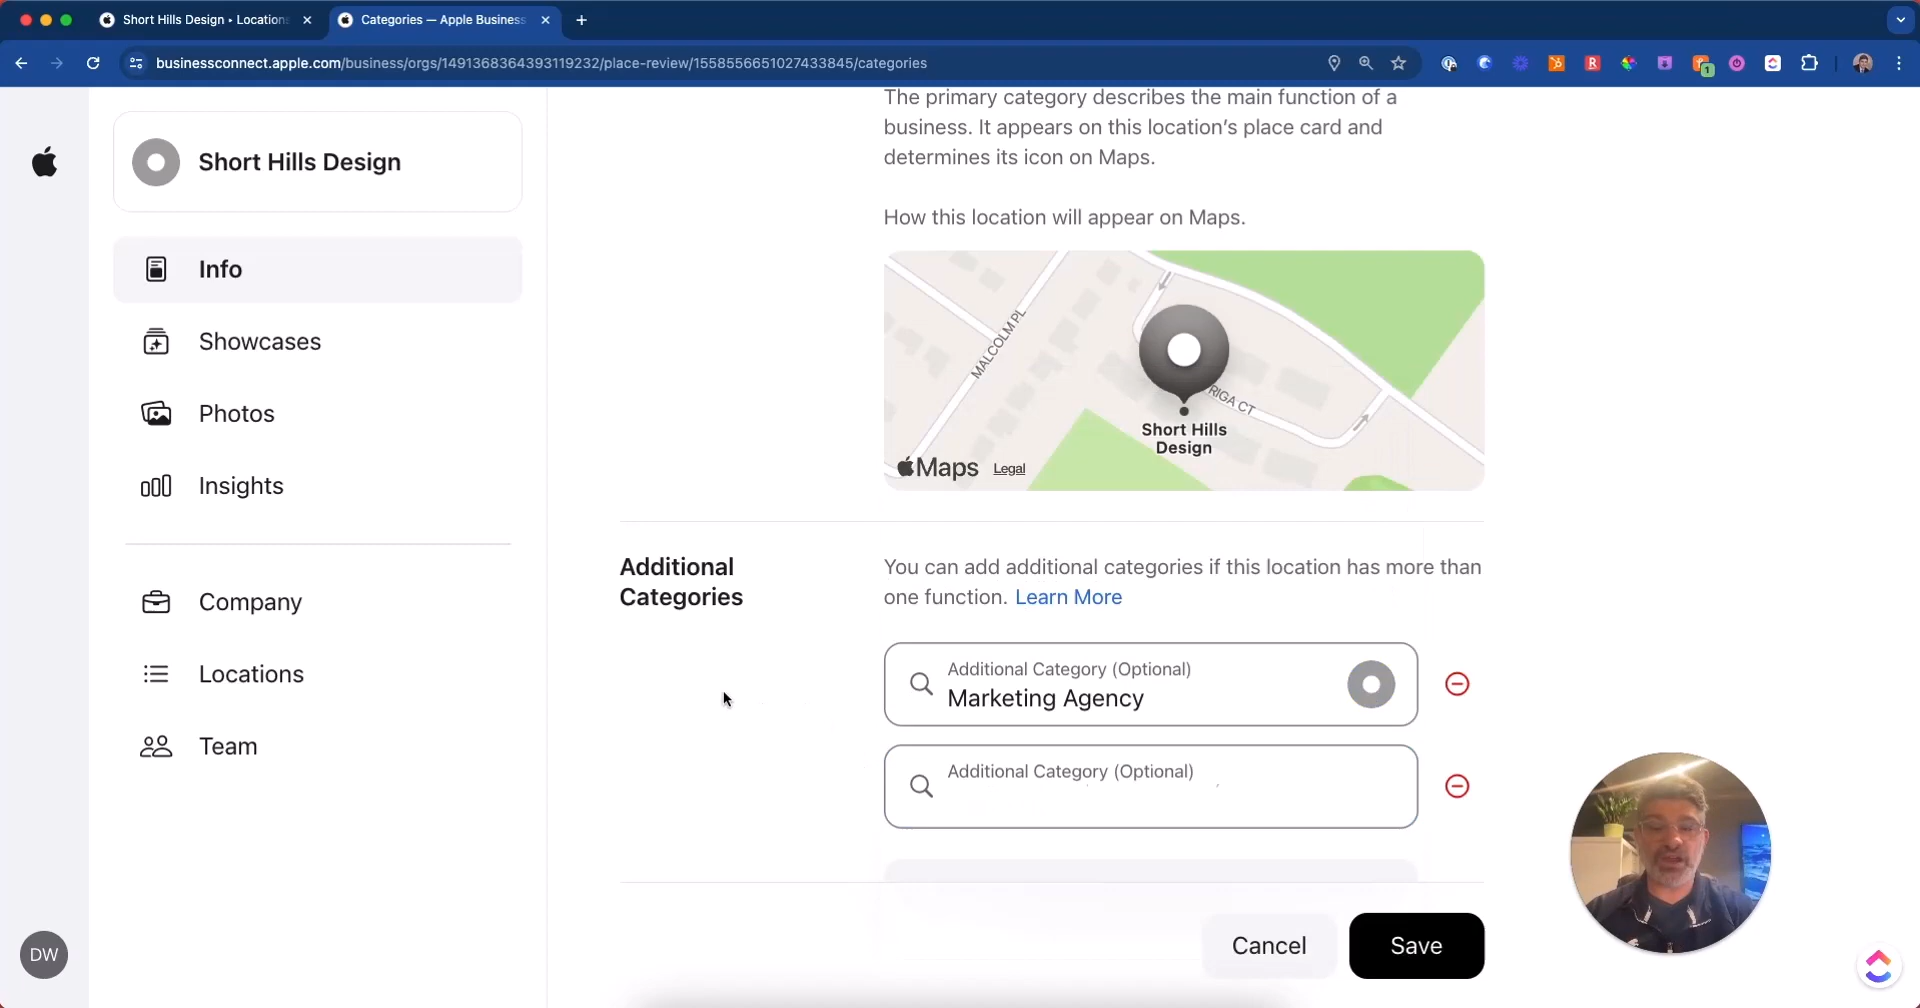 Short Hills Design • Location
Categories — Apple Business
businessconnect.apple.com/business/orgs/1491368364393119232/place-review/1558556651027433845/categories
1
Short Hills Design
Info
Showcases
Photos
Insights
Company
Locations
Team
DW
The primary category describes the main function of a
business. It appears on this location’s place card and
determines its icon on Maps.
How this location will appear on Maps.
MALCOLM PL
RIGA CT
Short Hills
Design
Maps
Legal
Additional
Categories
You can add additional categories if this location has more than
one function. Learn More
Additional Category (Optional)
Marketing Agency
Additional Category (Optional)
Cancel
Save